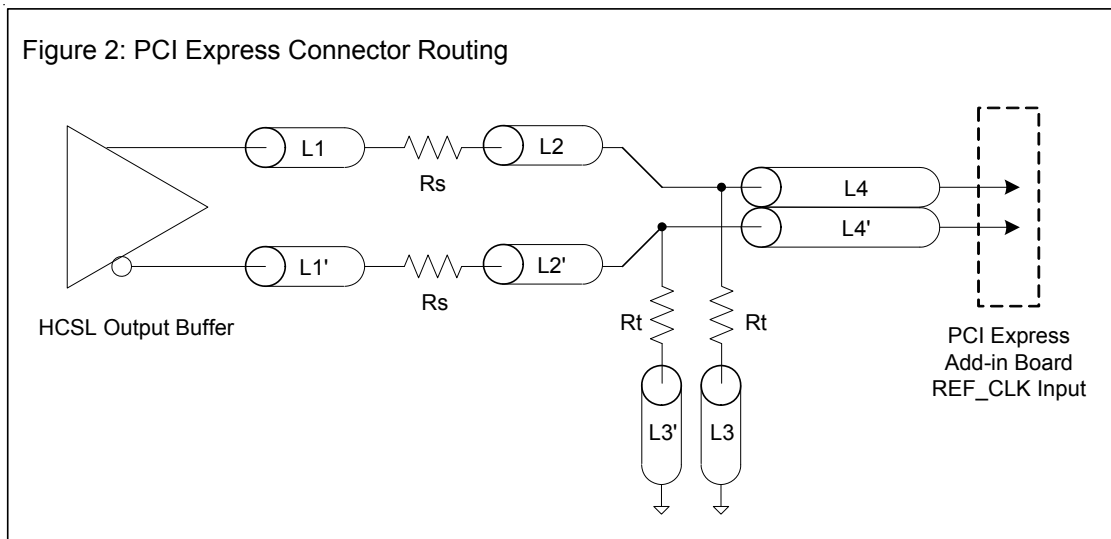 Figure 2: PCI Express Connector Routing
L1
Rs
L2
L4
L4'
L1'
Rs
L2'
HCSL Output Buffer
Rt
Rt
L3'
L3
PCI Express
Add-in Board
REF_CLK Input